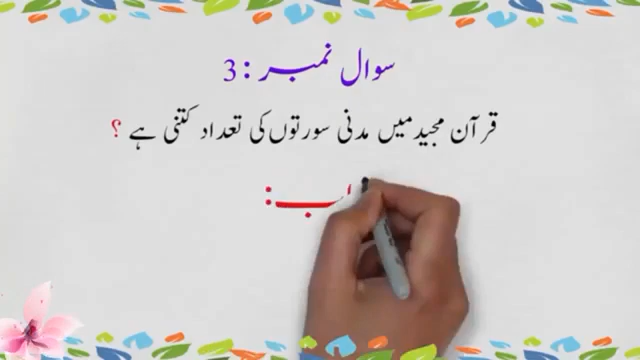 سوال نمبر :3
قرآن مجید میں مدنی سورتوں کی تعداد کتنی ہے ؟